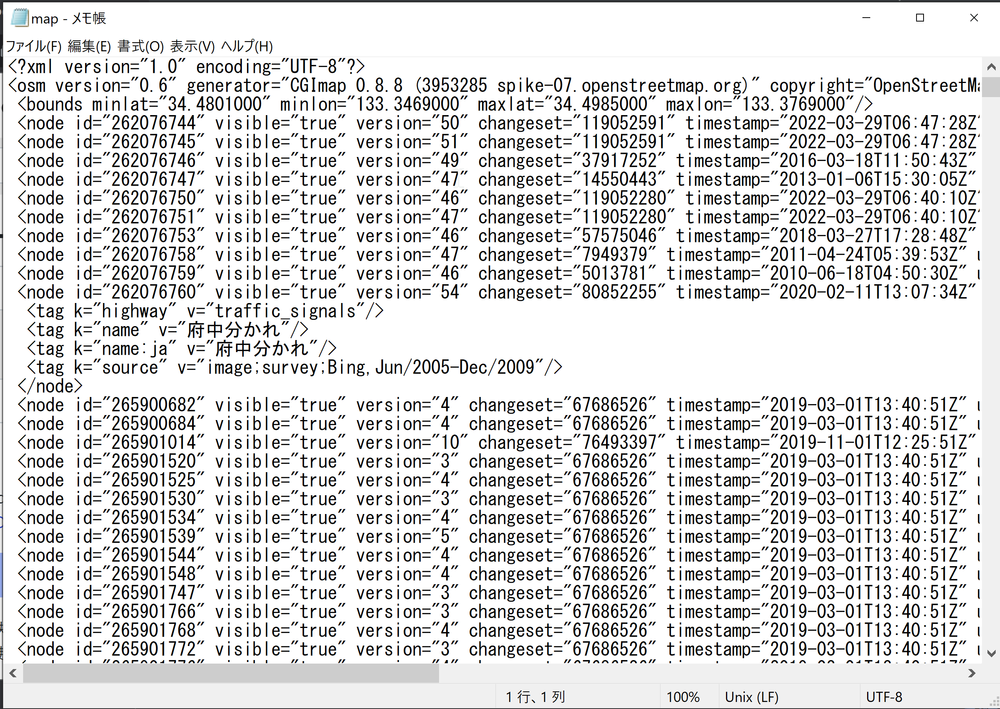 map - メモ帳
ファイル(F) 編集(E) 書式(O) 表示(V) ヘルプ(H)
<?xml version="1.0" encoding="UTF-8"?>
<osm version="0.6" generator="CGImap 0.8.8 (3953285 spike-07.openstreetmap.org)" copyright="OpenStreetMa
<bounds minlat="34.4801000" minlon="133.3469000" maxlat="34.4985000" maxlon="133.3769000"/>
<node id="262076744" visible="true" version="50" changeset="119052591" timestamp="2022-03-29T06:47:28Z"
<node id="262076745" visible="true" version="51" changeset="119052591" timestamp="2022-03-29T06:47:28Z"
<node id="262076746" visible="true" version="49" changeset="37917252" timestamp="2016-03-18T11:50:43Z"
<node id="262076747" visible="true" version="47" changeset="14550443" timestamp="2013-01-06T15:30:05Z"
<node id="262076750" visible="true" version="46" changeset="119052280" timestamp="2022-03-29T06:40:10Z"
<node id="262076751" visible="true" version="47" changeset="119052280" timestamp="2022-03-29T06:40:10Z"
<node id="262076753" visible="true" version="46" changeset="57575046" timestamp="2018-03-27T17:28:48Z"
<node id="262076758" visible="true" version="47" changeset="7949379" timestamp="2011-04-24T05:39:53Z" u
<node id="262076759" visible="true" version="46" changeset="5013781" timestamp="2010-06-18T04:50:30Z" u
<node id="262076760" visible="true" version="54" changeset="80852255" timestamp="2020-02-11T13:07:34Z"
<tag k="highway" v="traffic_signals"/>
<tag k="name" v="府中分かれ"/>
<tag k="name:ja" v="府中分かれ"/>
<tag k="source" v="image;survey;Bing,Jun/2005-Dec/2009"/>
</node>
<node id="265900682" visible="true" version="4" changeset="67686526" timestamp="2019-03-01T13:40:51Z" u
<node id="265900684" visible="true" version="4" changeset="67686526" timestamp="2019-03-01T13:40:51Z" u
<node id="265901014" visible="true" version="10" changeset="76493397" timestamp="2019-11-01T12:25:51Z"
<node id="265901520" visible="true" version="3" changeset="67686526" timestamp="2019-03-01T13:40:51Z" u
<node id="265901525" visible="true" version="4" changeset="67686526" timestamp="2019-03-01T13:40:51Z" u
<node id="265901530" visible="true" version="3" changeset="67686526" timestamp="2019-03-01T13:40:51Z" u
<node id="265901534" visible="true" version="4" changeset="67686526" timestamp="2019-03-01T13:40:51Z" u
<node id="265901539" visible="true" version="5" changeset="67686526" timestamp="2019-03-01T13:40:51Z" u
<node id="265901544" visible="true" version="4" changeset="67686526" timestamp="2019-03-01T13:40:51Z" u
<node id="265901548" visible="true" version="4" changeset="67686526" timestamp="2019-03-01T13:40:51Z" u
<node id="265901747" visible="true" version="3" changeset="67686526" timestamp="2019-03-01T13:40:51Z" u
<node id="265901766" visible="true" version="3" changeset="67686526" timestamp="2019-03-01T13:40:51Z" u
<node id="265901768" visible="true" version="4" changeset="67686526" timestamp="2019-03-01T13:40:51Z" u
<node id="265901772" visible="true" version="3" changeset="67686526" timestamp="2019-03-01T13:40:51Z" u
1 行、1 列 100% Unix (LF) UTF-8